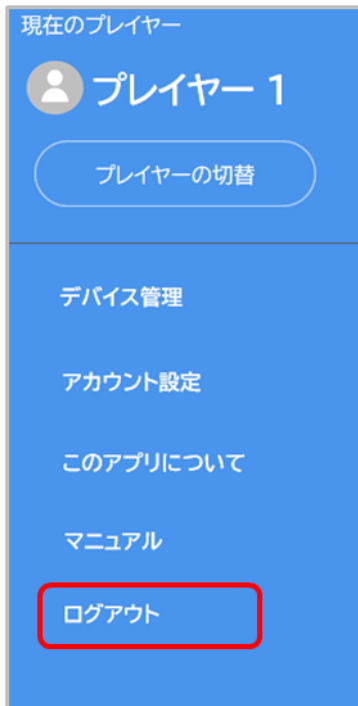 現在のプレイヤー
プレイヤー 1
プレイヤーの切替
デバイス管理
アカウント設定
このアプリについて
マニュアル
ログアウト